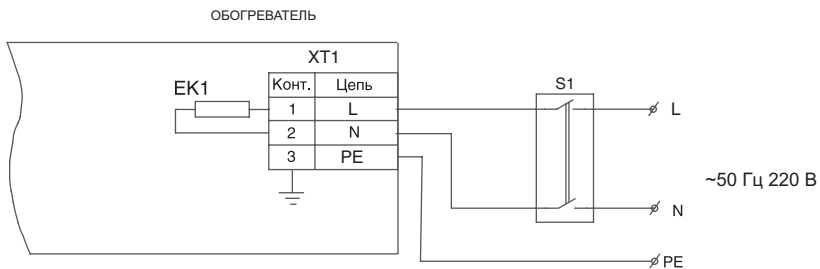 ОБОГРЕВАТЕЛЬ
XT1
EK1
Конт. Цепь
1 L
2 N
3 PE
S1
L
N
PE
~50 Гц 220 В